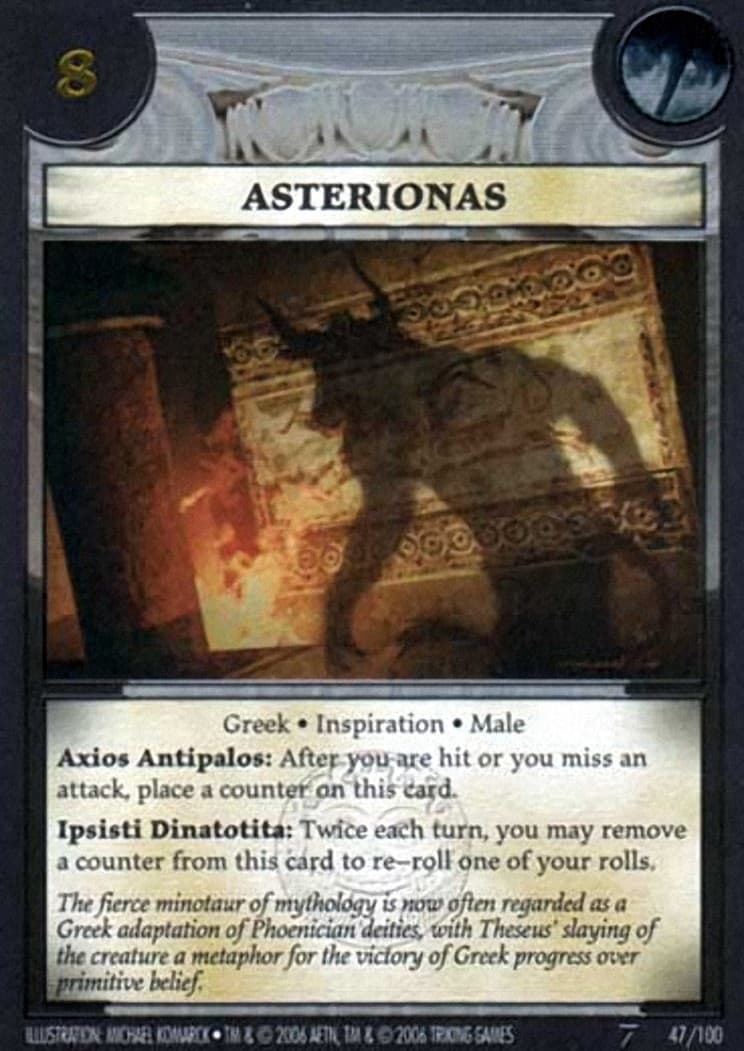 8
ASTERIONAS
Greek • Inspiration • Male
Axios Antipalos: After you are hit or you miss an
attack, place a counter on this card.
Ipsisti Dinatotita: Twice each turn, you may remove
a counter from this card to re-roll one of your rolls.
The fierce minotaur of mythology is now often regarded as a
Greek adaptation of Phoenician deities, with Theseus' slaying of
the creature a metaphor for the victory of Greek progress over
primitive belief.
ILLUSTRATION: MICHAEL KOMARCK • TM & © 2006 AETN, TM & © 2006 TRIKING GAMES 7 47/100